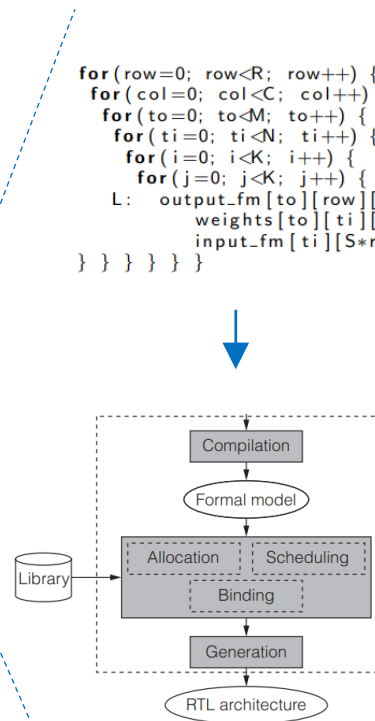 for(row=0; row<R; row++) {
for(col=0; col<C; col++)
for(to=0; to<M; to++) {
for(ti=0; ti<N; ti++) {
for(i=0; i<K; i++) {
for(j=0; j<K; j++) {
L: output_fm[to][row][
weights[to][ti][
input_fm[ti][S*r
} } } } } }
Compilation
Formal model
Allocation Scheduling
Library
Binding
Generation
RTL architecture